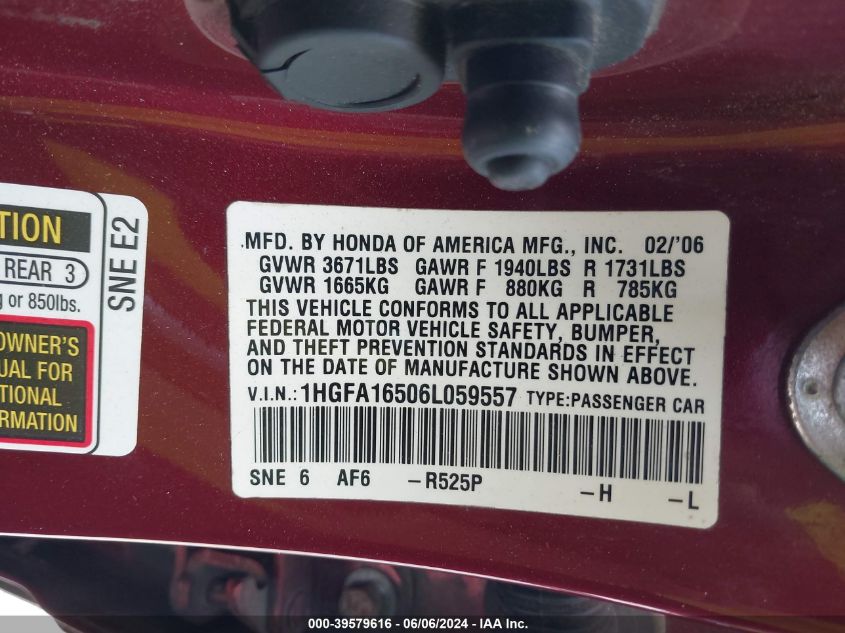 TION
REAR 3
g or 850lbs.
OWNER'S
UAL FOR
TIONAL
RMATION
SNE E2
MFD. BY HONDA OF AMERICA MFG., INC. 02/'06
GVWR 3671LBS GAWR F 1940LBS R 1731LBS
GVWR 1665KG GAWR F 880KG R 785KG
THIS VEHICLE CONFORMS TO ALL APPLICABLE
FEDERAL MOTOR VEHICLE SAFETY, BUMPER,
AND THEFT PREVENTION STANDARDS IN EFFECT
ON THE DATE OF MANUFACTURE SHOWN ABOVE.
V.I.N.:1HGFA16506L059557 TYPE:PASSENGER CAR
SNE 6 AF6 -R525P -H -L
000-39579616 - 06/06/2024 - IAA Inc.